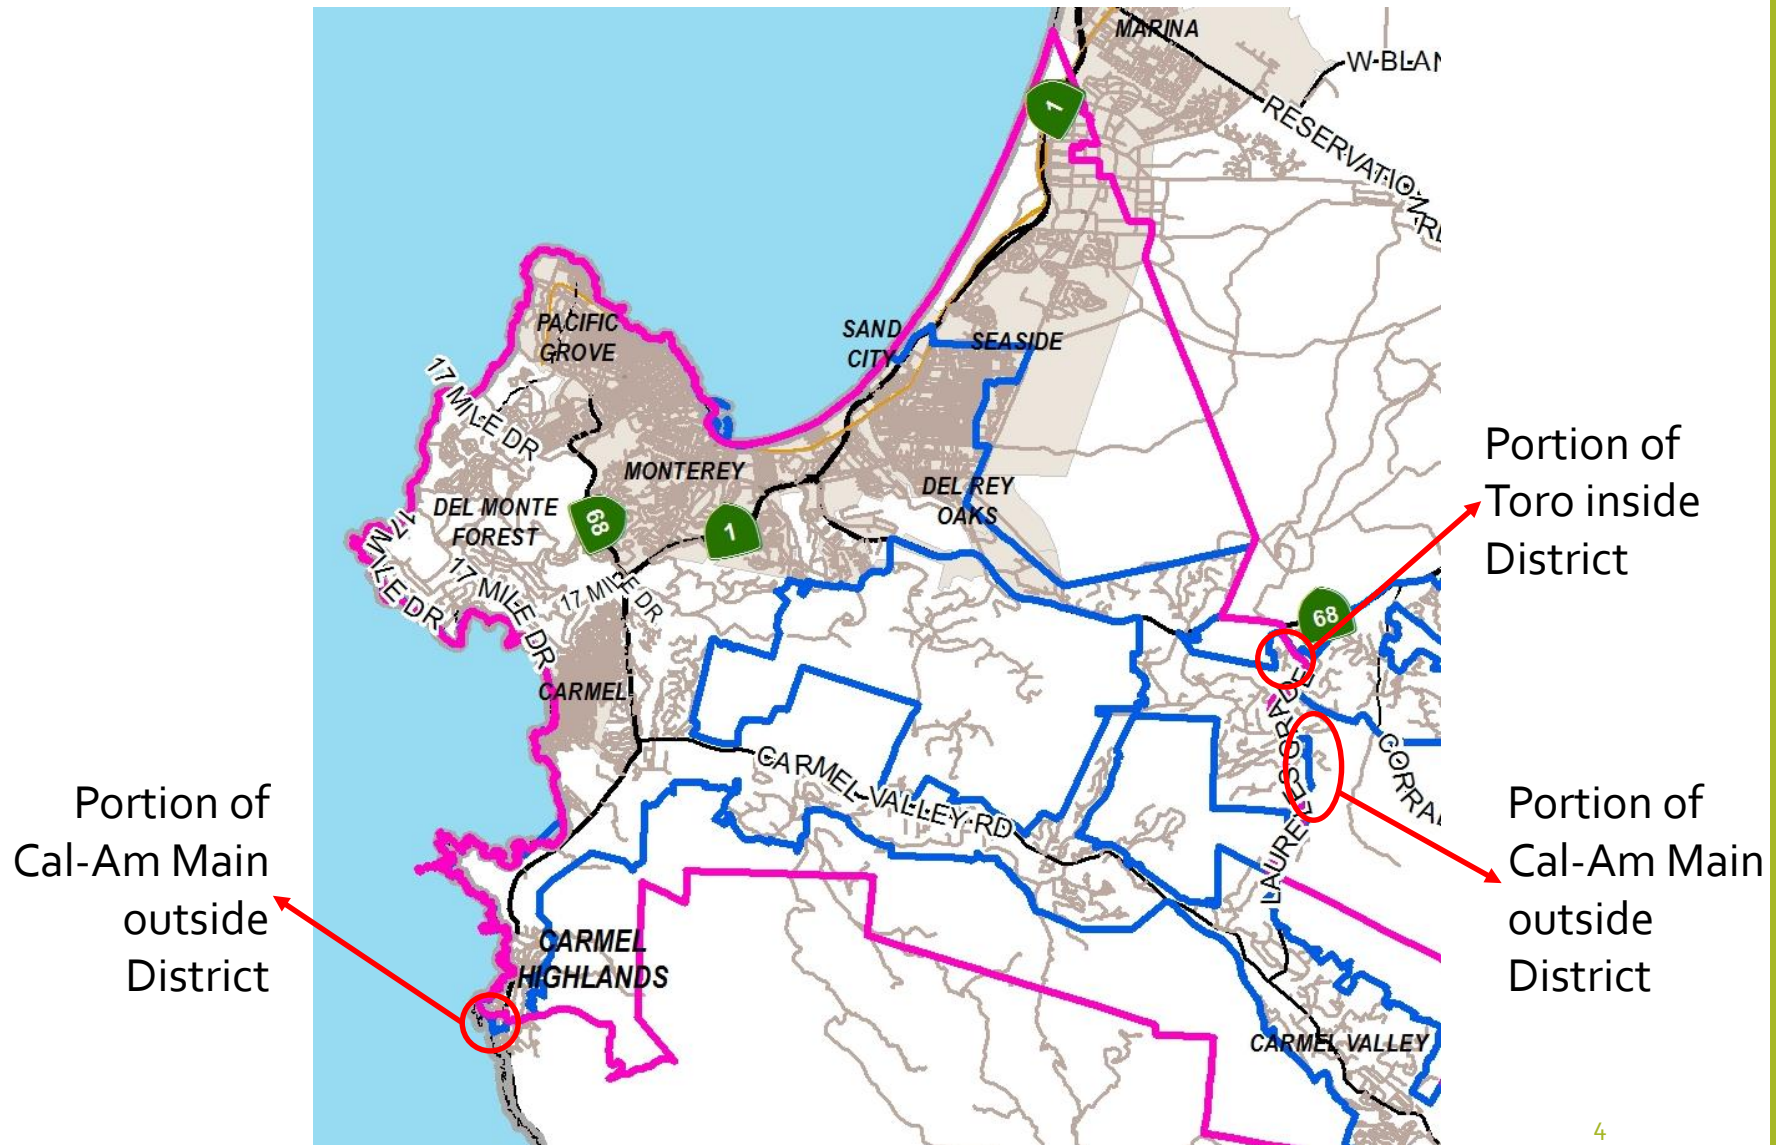 MARINA
W-BLAN
1
RESERVATION RD
PACIFIC
GROVE
SAND
CITY
SEASIDE
17 MILE DR
MONTEREY
DEL REY
OAKS
DEL MONTE
FOREST
68
1
17 MILE DR
17 MILE DR
17 MILE DR
68
CARMEL
LAURELES GRADE
CORRAL
CARMEL VALLEY RD
CARMEL
HIGHLANDS
CARMEL VALLEY
Portion of
Toro inside
District
Portion of
Cal-Am Main
outside
District
Portion of
Cal-Am Main
outside
District
4